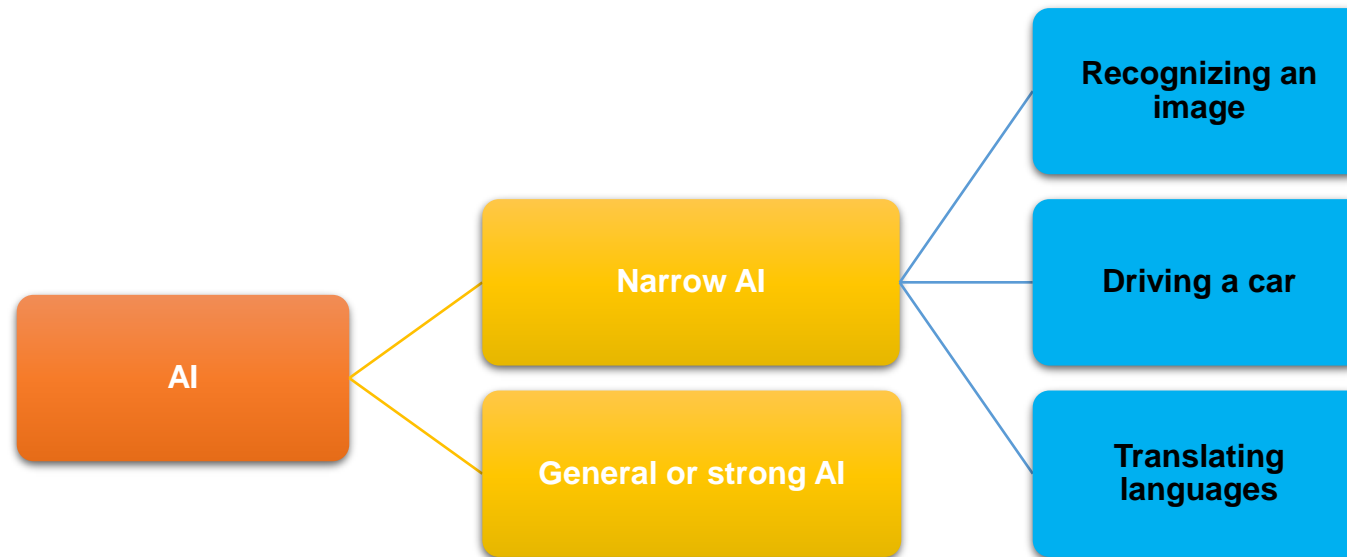 AI
Narrow AI
General or strong AI
Recognizing an
image
Driving a car
Translating
languages